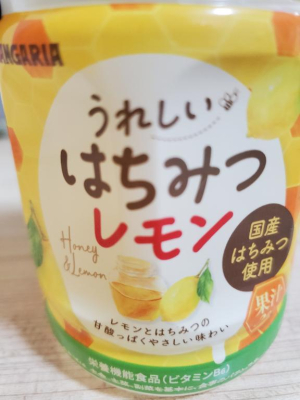 NGARIA
うれしい
はちみつ
レモン
国産
はちみつ
使用
Honey
& Lemon
果汁
レモンとはちみつの
甘酸っぱくやさしい味わい
栄養機能食品(ビタミンB6)